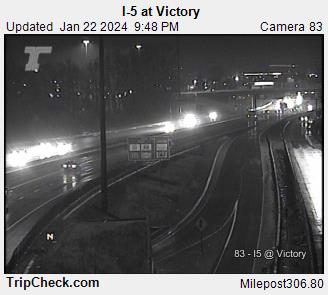 I-5 at Victory
Updated Jan 22 2024 9:48 PM Camera 83
N
83 - I5 @ Victory
TripCheck.com Milepost306.80